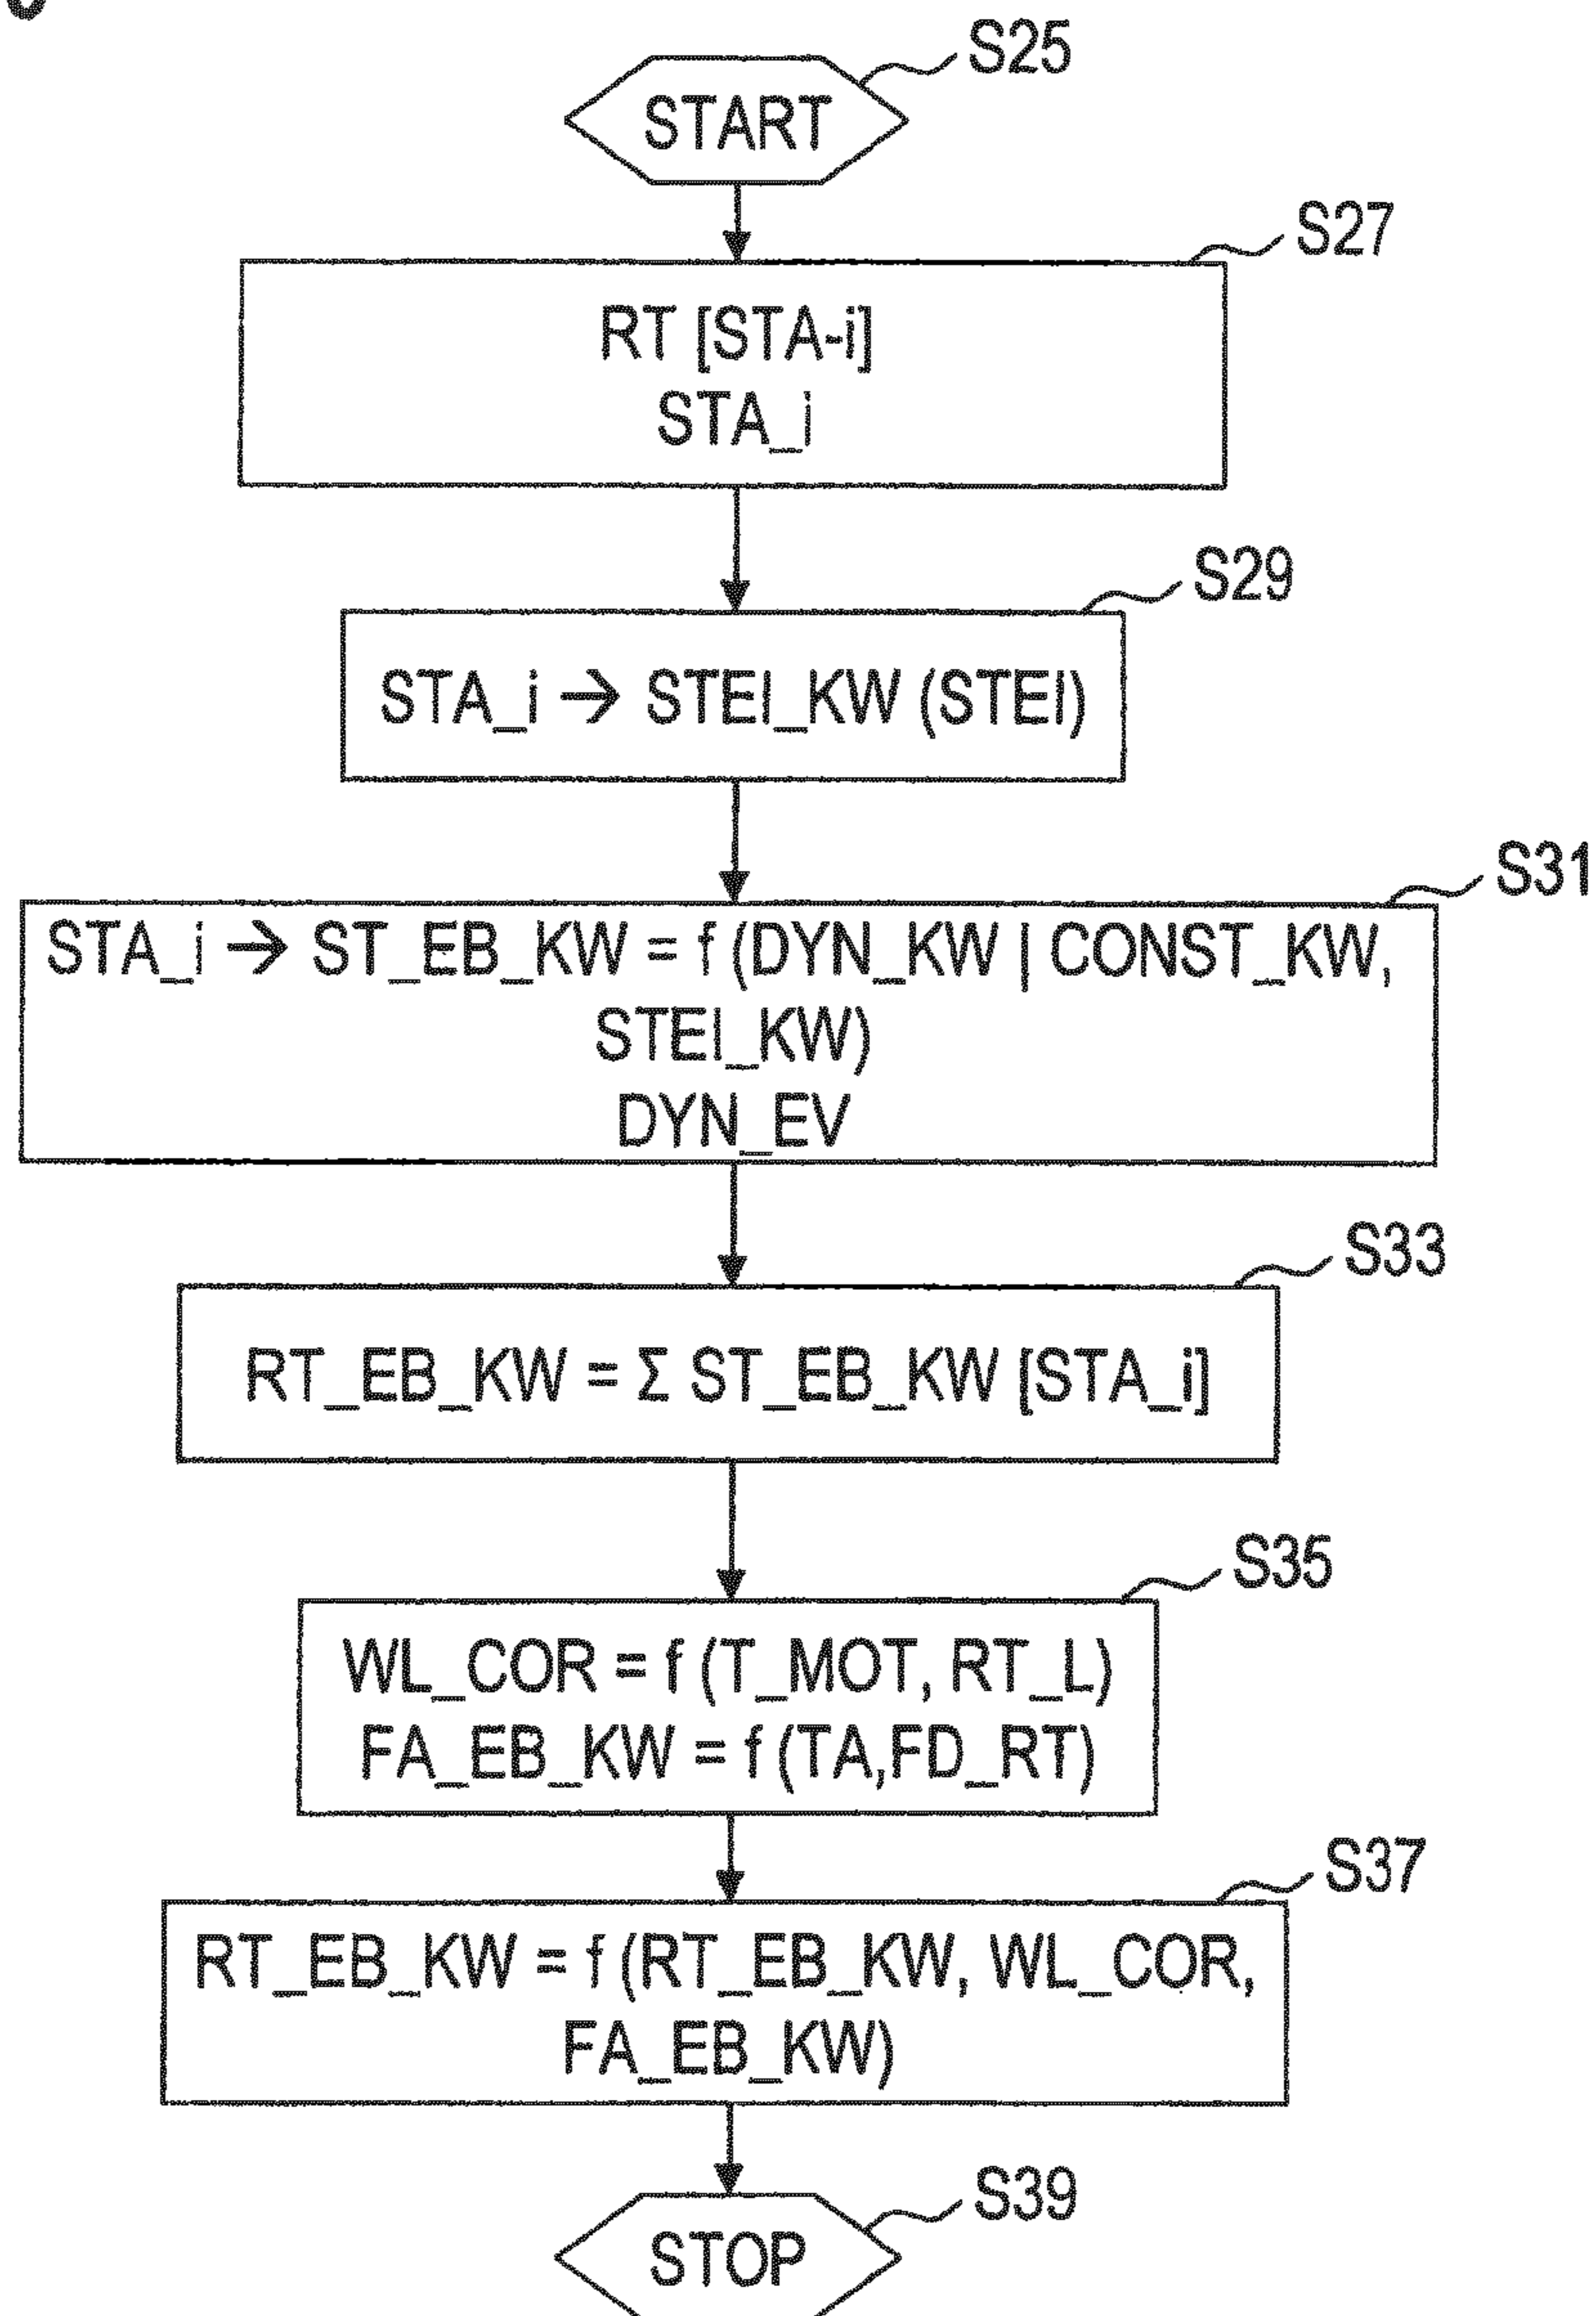 S25
START
S27
RT [STA-i]
STA_i
S29
STA_i → STEI_KW (STEI)
S31
STA_i → ST_EB_KW = f (DYN_KW | CONST_KW,
STEI_KW)
DYN_EV
S33
RT_EB_KW = Σ ST_EB_KW [STA_i]
S35
WL_COR = f (T_MOT, RT_L)
FA_EB_KW = f (TA,FD_RT)
S37
RT_EB_KW = f (RT_EB_KW, WL_COR,
FA_EB_KW)
S39
STOP